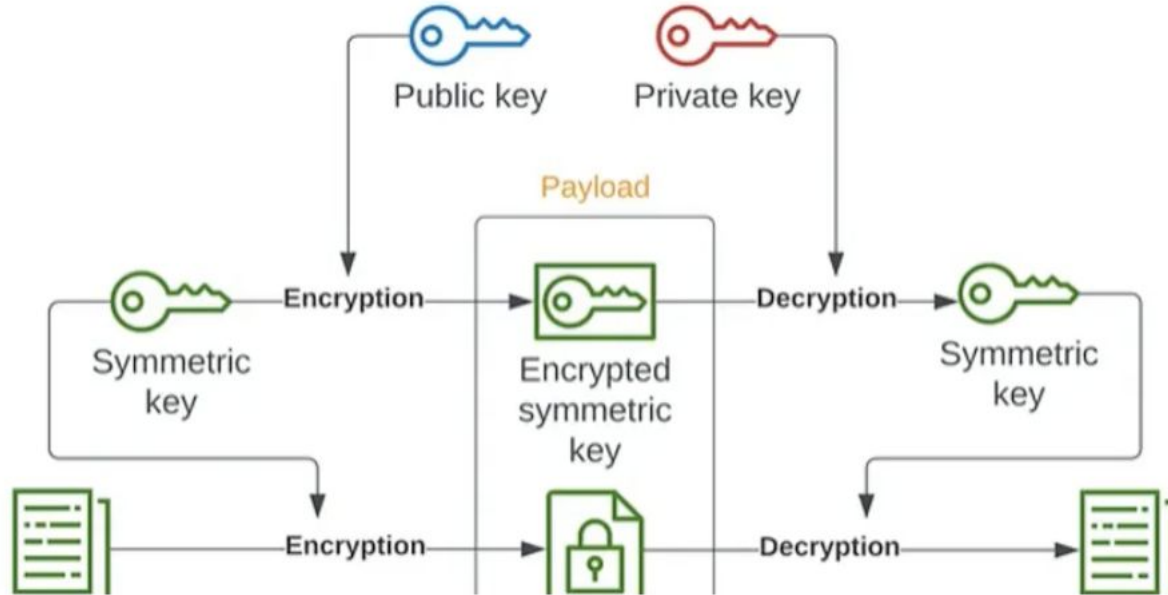 Public key
Private key
Payload
Encryption
Decryption
Symmetric
key
Encrypted
symmetric
key
Symmetric
key
Encryption
Decryption